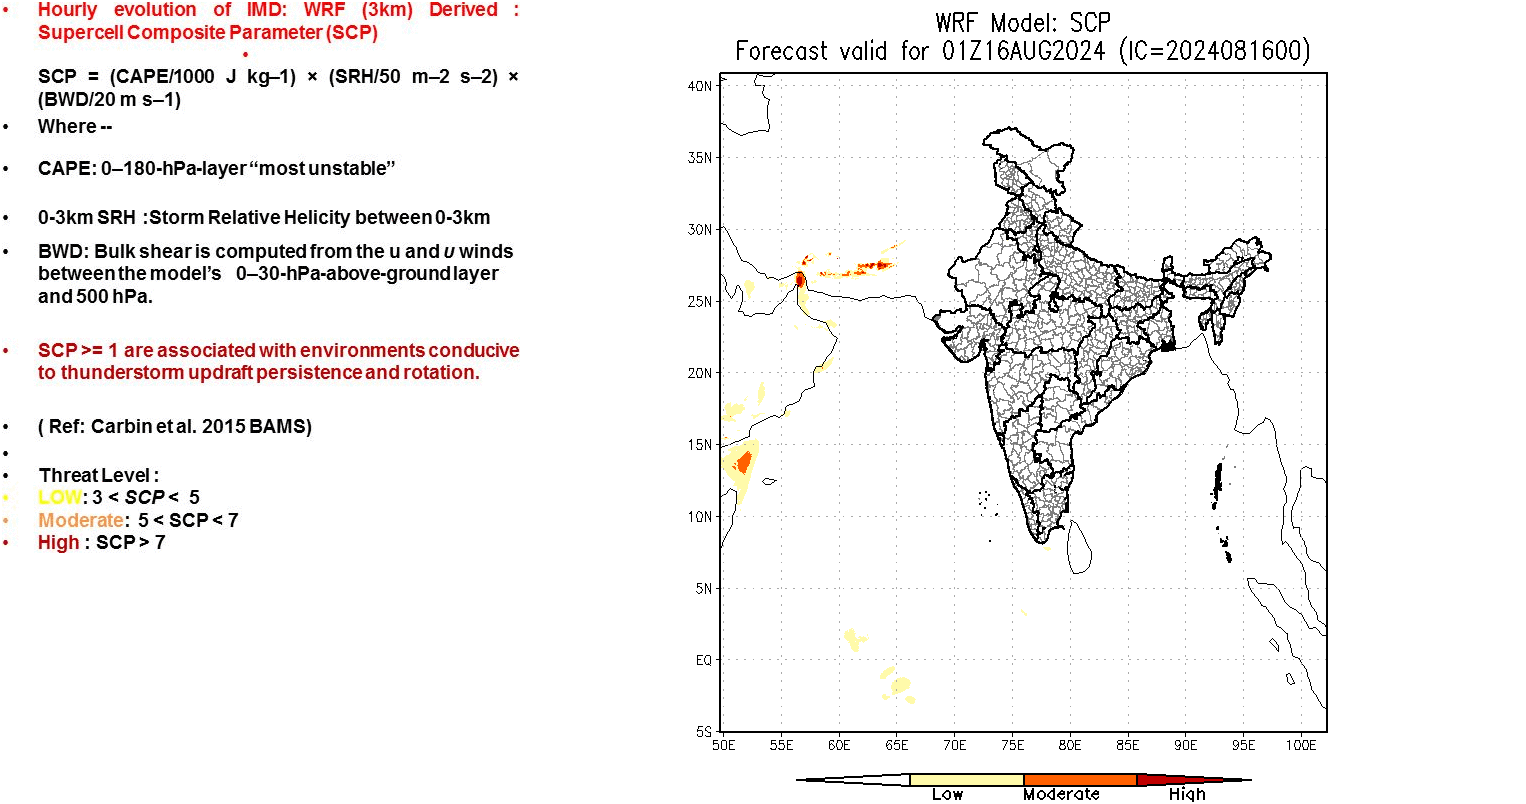 • Hourly evolution of IMD: WRF (3km) Derived :
Supercell Composite Parameter (SCP)
•
SCP = (CAPE/1000 J kg–1) × (SRH/50 m–2 s–2) ×
(BWD/20 m s–1)
• Where --
• CAPE: 0–180-hPa-layer “most unstable”
• 0-3km SRH :Storm Relative Helicity between 0-3km
• BWD: Bulk shear is computed from the u and υ winds
between the model’s 0–30-hPa-above-ground layer
and 500 hPa.
• SCP >= 1 are associated with environments conducive
to thunderstorm updraft persistence and rotation.
• ( Ref: Carbin et al. 2015 BAMS)
•
• Threat Level :
• LOW: 3 < SCP < 5
• Moderate: 5 < SCP < 7
• High : SCP > 7
WRF Model: SCP
Forecast valid for 01Z16AUG2024 (IC=2024081600)
40N
35N
30N
25N
20N
15N
10N
5N
EQ
5S
50E 55E 60E 65E 70E 75E 80E 85E 90E 95E 100E
Low Moderate High